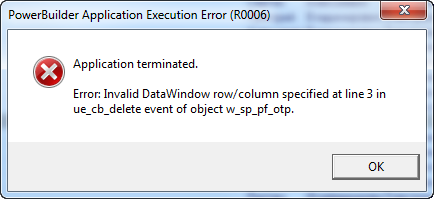 PowerBuilder Application Execution Error (R0006)
Application terminated.
Error: Invalid DataWindow row/column specified at line 3 in
ue_cb_delete event of object w_sp_pf_otp.
OK